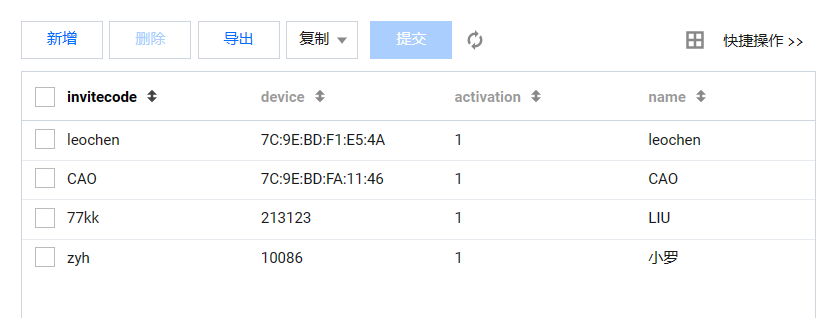 新增 删除 导出 复制 提交 快捷操作 >>
invitecode device activation name
leochen 7C:9E:BD:F1:E5:4A 1 leochen
CAO 7C:9E:BD:FA:11:46 1 CAO
77kk 213123 1 LIU
zyh 10086 1 小罗